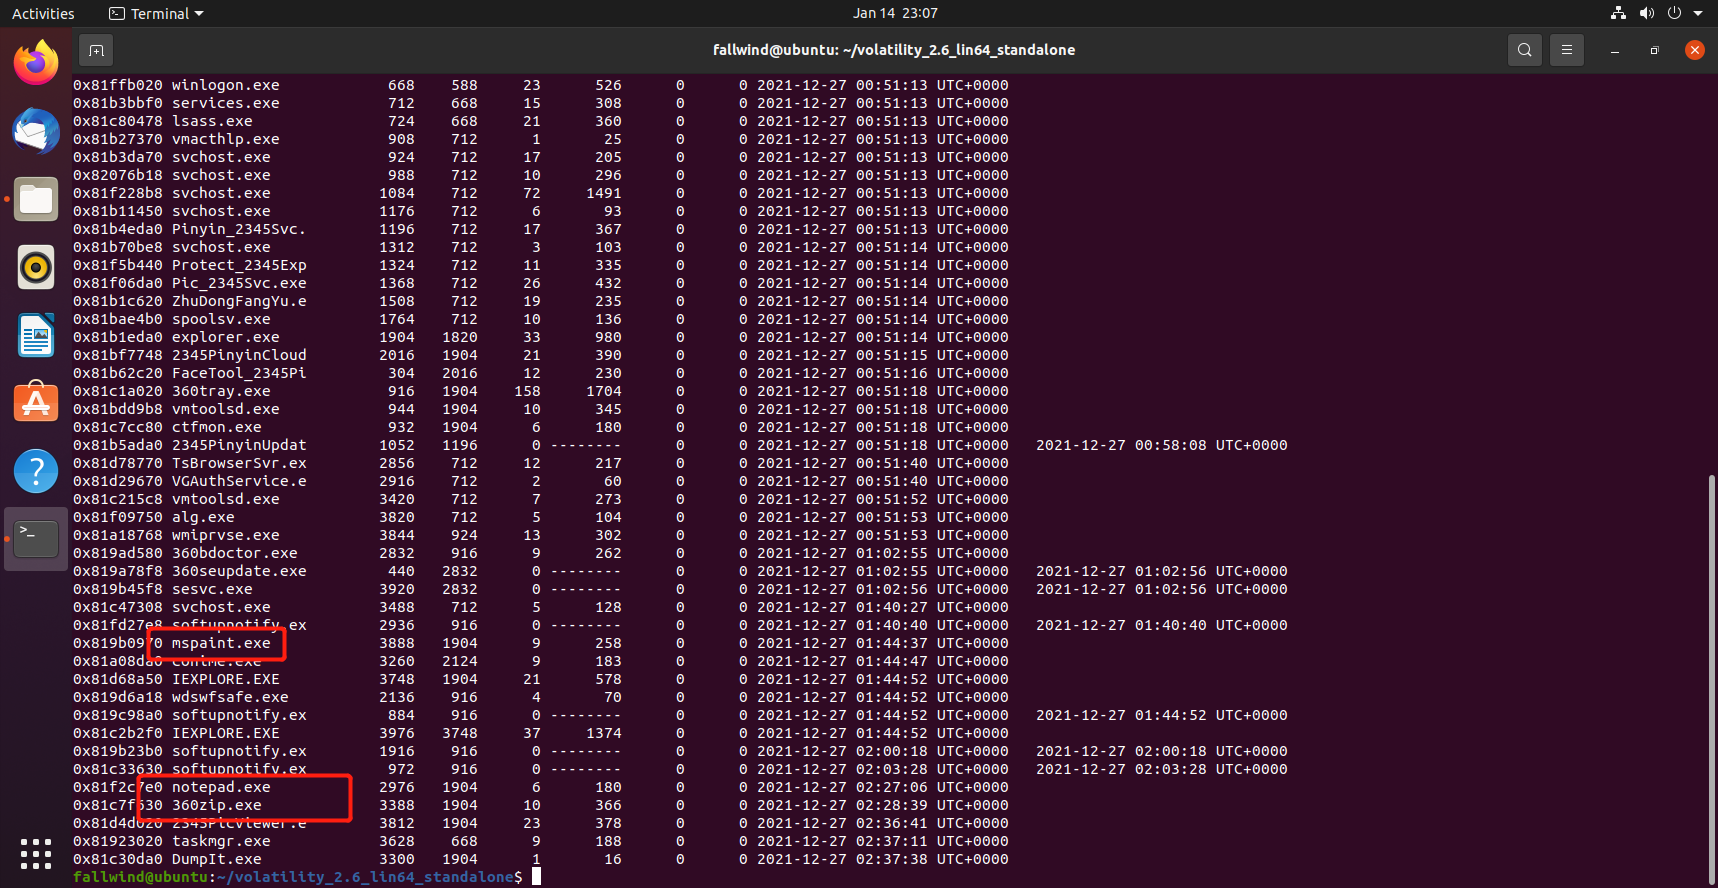 Activities Terminal Jan 14 23:07
fallwind@ubuntu: ~/volatility_2.6_lin64_standalone
0x81ffb020 winlogon.exe 668 588 23 526 0 0 2021-12-27 00:51:13 UTC+0000
0x81b3bbf0 services.exe 712 668 15 308 0 0 2021-12-27 00:51:13 UTC+0000
0x81c80478 lsass.exe 724 668 21 360 0 0 2021-12-27 00:51:13 UTC+0000
0x81b27370 vmacthlp.exe 908 712 1 25 0 0 2021-12-27 00:51:13 UTC+0000
0x81b3da70 svchost.exe 924 712 17 205 0 0 2021-12-27 00:51:13 UTC+0000
0x82076b18 svchost.exe 988 712 10 296 0 0 2021-12-27 00:51:13 UTC+0000
0x81f228b8 svchost.exe 1084 712 72 1491 0 0 2021-12-27 00:51:13 UTC+0000
0x81b11450 svchost.exe 1176 712 6 93 0 0 2021-12-27 00:51:13 UTC+0000
0x81b4eda0 Pinyin_2345Svc. 1196 712 17 367 0 0 2021-12-27 00:51:13 UTC+0000
0x81b70be8 svchost.exe 1312 712 3 103 0 0 2021-12-27 00:51:14 UTC+0000
0x81f5b440 Protect_2345Exp 1324 712 11 335 0 0 2021-12-27 00:51:14 UTC+0000
0x81f06da0 Pic_2345Svc.exe 1368 712 26 432 0 0 2021-12-27 00:51:14 UTC+0000
0x81b1c620 ZhuDongFangYu.e 1508 712 19 235 0 0 2021-12-27 00:51:14 UTC+0000
0x81bae4b0 spoolsv.exe 1764 712 10 136 0 0 2021-12-27 00:51:14 UTC+0000
0x81b1eda0 explorer.exe 1904 1820 33 980 0 0 2021-12-27 00:51:14 UTC+0000
0x81bf7748 2345PinyinCloud 2016 1904 21 390 0 0 2021-12-27 00:51:15 UTC+0000
0x81b62c20 FaceTool_2345Pi 304 2016 12 230 0 0 2021-12-27 00:51:16 UTC+0000
0x81c1a020 360tray.exe 916 1904 158 1704 0 0 2021-12-27 00:51:18 UTC+0000
0x81bdd9b8 vmtoolsd.exe 944 1904 10 345 0 0 2021-12-27 00:51:18 UTC+0000
0x81c7cc80 ctfmon.exe 932 1904 6 180 0 0 2021-12-27 00:51:18 UTC+0000
0x81b5ada0 2345PinyinUpdat 1052 1196 0 -------- 0 0 2021-12-27 00:51:18 UTC+0000 2021-12-27 00:58:08 UTC+0000
0x81d78770 TsBrowserSvr.ex 2856 712 12 217 0 0 2021-12-27 00:51:40 UTC+0000
0x81d29670 VGAuthService.e 2916 712 2 60 0 0 2021-12-27 00:51:40 UTC+0000
0x81c215c8 vmtoolsd.exe 3420 712 7 273 0 0 2021-12-27 00:51:52 UTC+0000
0x81f09750 alg.exe 3820 712 5 104 0 0 2021-12-27 00:51:53 UTC+0000
0x81a18768 wmiprvse.exe 3844 924 13 302 0 0 2021-12-27 00:51:53 UTC+0000
0x819ad580 360bdoctor.exe 2832 916 9 262 0 0 2021-12-27 01:02:55 UTC+0000
0x819a78f8 360seupdate.exe 440 2832 0 -------- 0 0 2021-12-27 01:02:55 UTC+0000 2021-12-27 01:02:56 UTC+0000
0x819b45f8 sesvc.exe 3920 2832 0 -------- 0 0 2021-12-27 01:02:56 UTC+0000 2021-12-27 01:02:56 UTC+0000
0x81c47308 svchost.exe 3488 712 5 128 0 0 2021-12-27 01:40:27 UTC+0000
0x81fd27e8 softupnotify.ex 2936 916 0 -------- 0 0 2021-12-27 01:40:40 UTC+0000 2021-12-27 01:40:40 UTC+0000
0x819b0970 mspaint.exe 3888 1904 9 258 0 0 2021-12-27 01:44:37 UTC+0000
0x81a08da0 conime.exe 3260 2124 9 183 0 0 2021-12-27 01:44:47 UTC+0000
0x81d68a50 IEXPLORE.EXE 3748 1904 21 578 0 0 2021-12-27 01:44:52 UTC+0000
0x819d6a18 wdswfsafe.exe 2136 916 4 70 0 0 2021-12-27 01:44:52 UTC+0000
0x819c98a0 softupnotify.ex 884 916 0 -------- 0 0 2021-12-27 01:44:52 UTC+0000 2021-12-27 01:44:52 UTC+0000
0x81c2b2f0 IEXPLORE.EXE 3976 3748 37 1374 0 0 2021-12-27 01:44:52 UTC+0000
0x819b23b0 softupnotify.ex 1916 916 0 -------- 0 0 2021-12-27 02:00:18 UTC+0000 2021-12-27 02:00:18 UTC+0000
0x81c33630 softupnotify.ex 972 916 0 -------- 0 0 2021-12-27 02:03:28 UTC+0000 2021-12-27 02:03:28 UTC+0000
0x81f2c7e0 notepad.exe 2976 1904 6 180 0 0 2021-12-27 02:27:06 UTC+0000
0x81c7f630 360zip.exe 3388 1904 10 366 0 0 2021-12-27 02:28:39 UTC+0000
0x81d4d020 2345PicViewer.e 3812 1904 23 378 0 0 2021-12-27 02:36:41 UTC+0000
0x81923020 taskmgr.exe 3628 668 9 188 0 0 2021-12-27 02:37:11 UTC+0000
0x81c30da0 DumpIt.exe 3300 1904 1 16 0 0 2021-12-27 02:37:38 UTC+0000
fallwind@ubuntu:~/volatility_2.6_lin64_standalone$